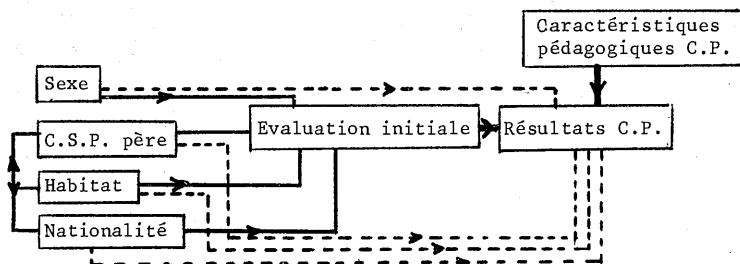 Caractéristiques
pédagogiques C.P.
Sexe
C.S.P. père
Evaluation initiale
Résultats C.P.
Habitat
Nationalité